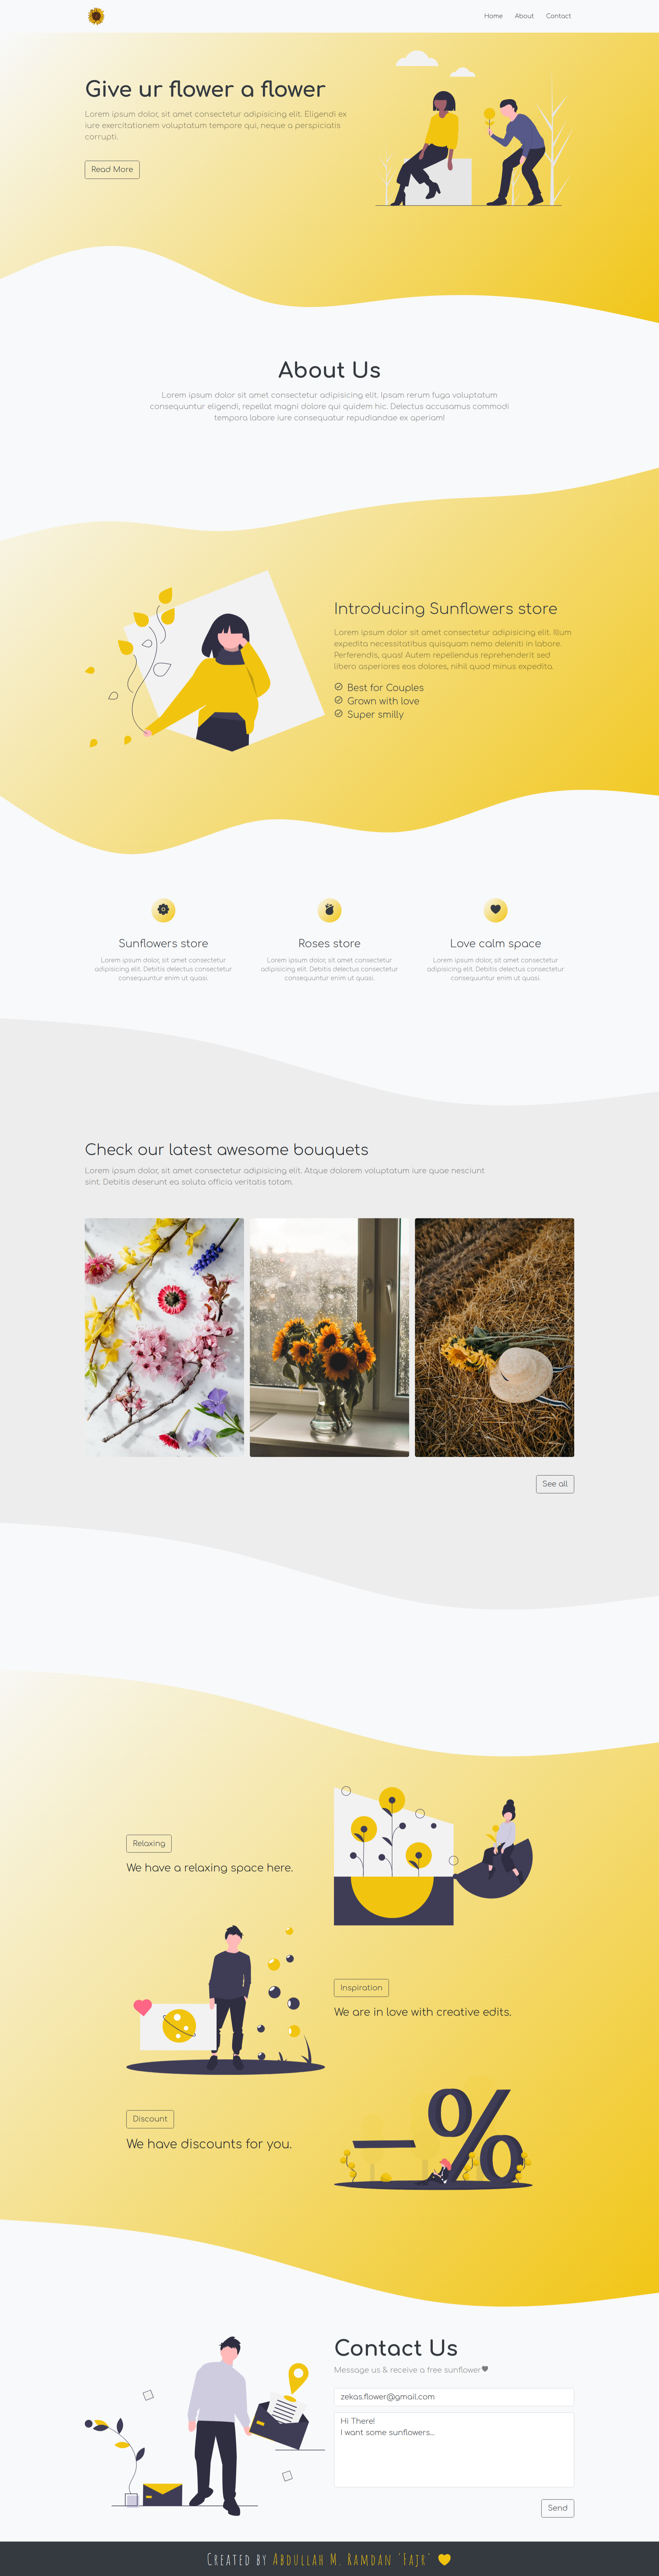 Home About Contact
Give ur flower a flower
Lorem ipsum dolor, sit amet consectetur adipisicing elit. Eligendi ex
iure exercitationem voluptatum tempore qui, neque a perspiciatis
corrupti.
Read More
About Us
Lorem ipsum dolor sit amet consectetur adipisicing elit. Ipsam rerum fuga voluptatum
consequuntur eligendi, repellat magni dolore qui quidem hic. Delectus accusamus commodi
tempora labore iure consequatur repudiandae ex aperiam!
Introducing Sunflowers store
Lorem ipsum dolor sit amet consectetur adipisicing elit. Illum
expedita necessitatibus quisquam nemo deleniti in labore.
Perferendis, quas! Autem repellendus reprehenderit sed
libero asperiores eos dolores, nihil quod minus expedita.
Best for Couples
Grown with love
Super smilly
Sunflowers store
Lorem ipsum dolor, sit amet consectetur
adipisicing elit. Debitis delectus consectetur
consequuntur enim ut quasi.
Roses store
Lorem ipsum dolor, sit amet consectetur
adipisicing elit. Debitis delectus consectetur
consequuntur enim ut quasi.
Love calm space
Lorem ipsum dolor, sit amet consectetur
adipisicing elit. Debitis delectus consectetur
consequuntur enim ut quasi.
Check our latest awesome bouquets
Lorem ipsum dolor, sit amet consectetur adipisicing elit. Atque dolorem voluptatum iure quae nesciunt
sint. Debitis deserunt ea soluta officia veritatis totam.
See all
Relaxing
We have a relaxing space here.
Inspiration
We are in love with creative edits.
Discount
We have discounts for you.
-%
Contact Us
Message us & receive a free sunflower
zekas.flower@gmail.com
Hi There!
I want some sunflowers...
Send
Created by Abdullah M. Ramdan 'Fajr'